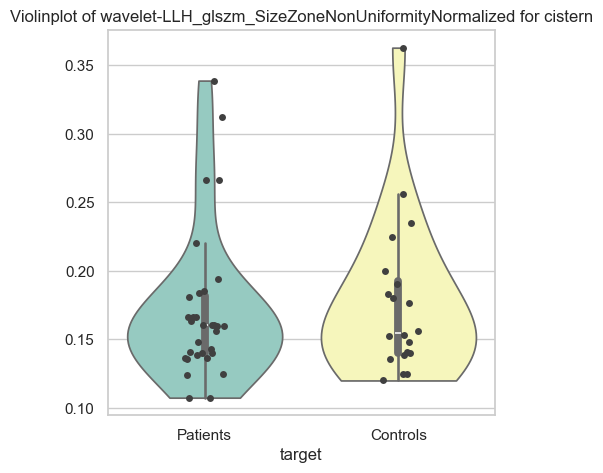 Violinplot of wavelet-LLH_glszm_SizeZoneNonUniformityNormalized for cistern
0.35
0.30
0.25
0.20
0.15
0.10
Patients
Controls
target